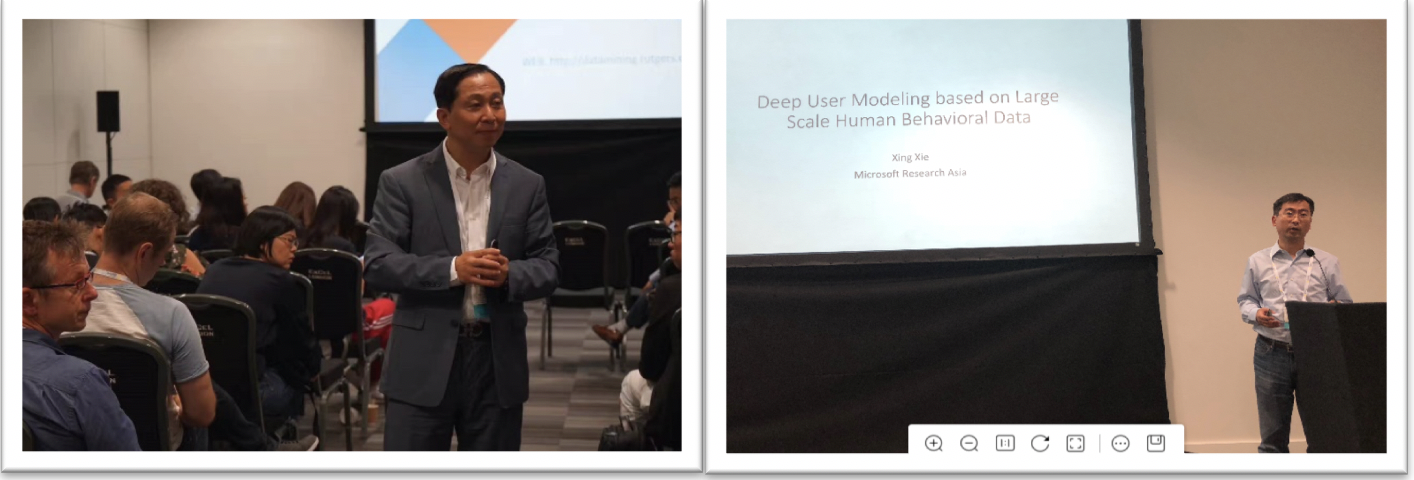 Deep User Modeling based on Large
Scale Human Behavioral Data
Xing Xie
Microsoft Research Asia